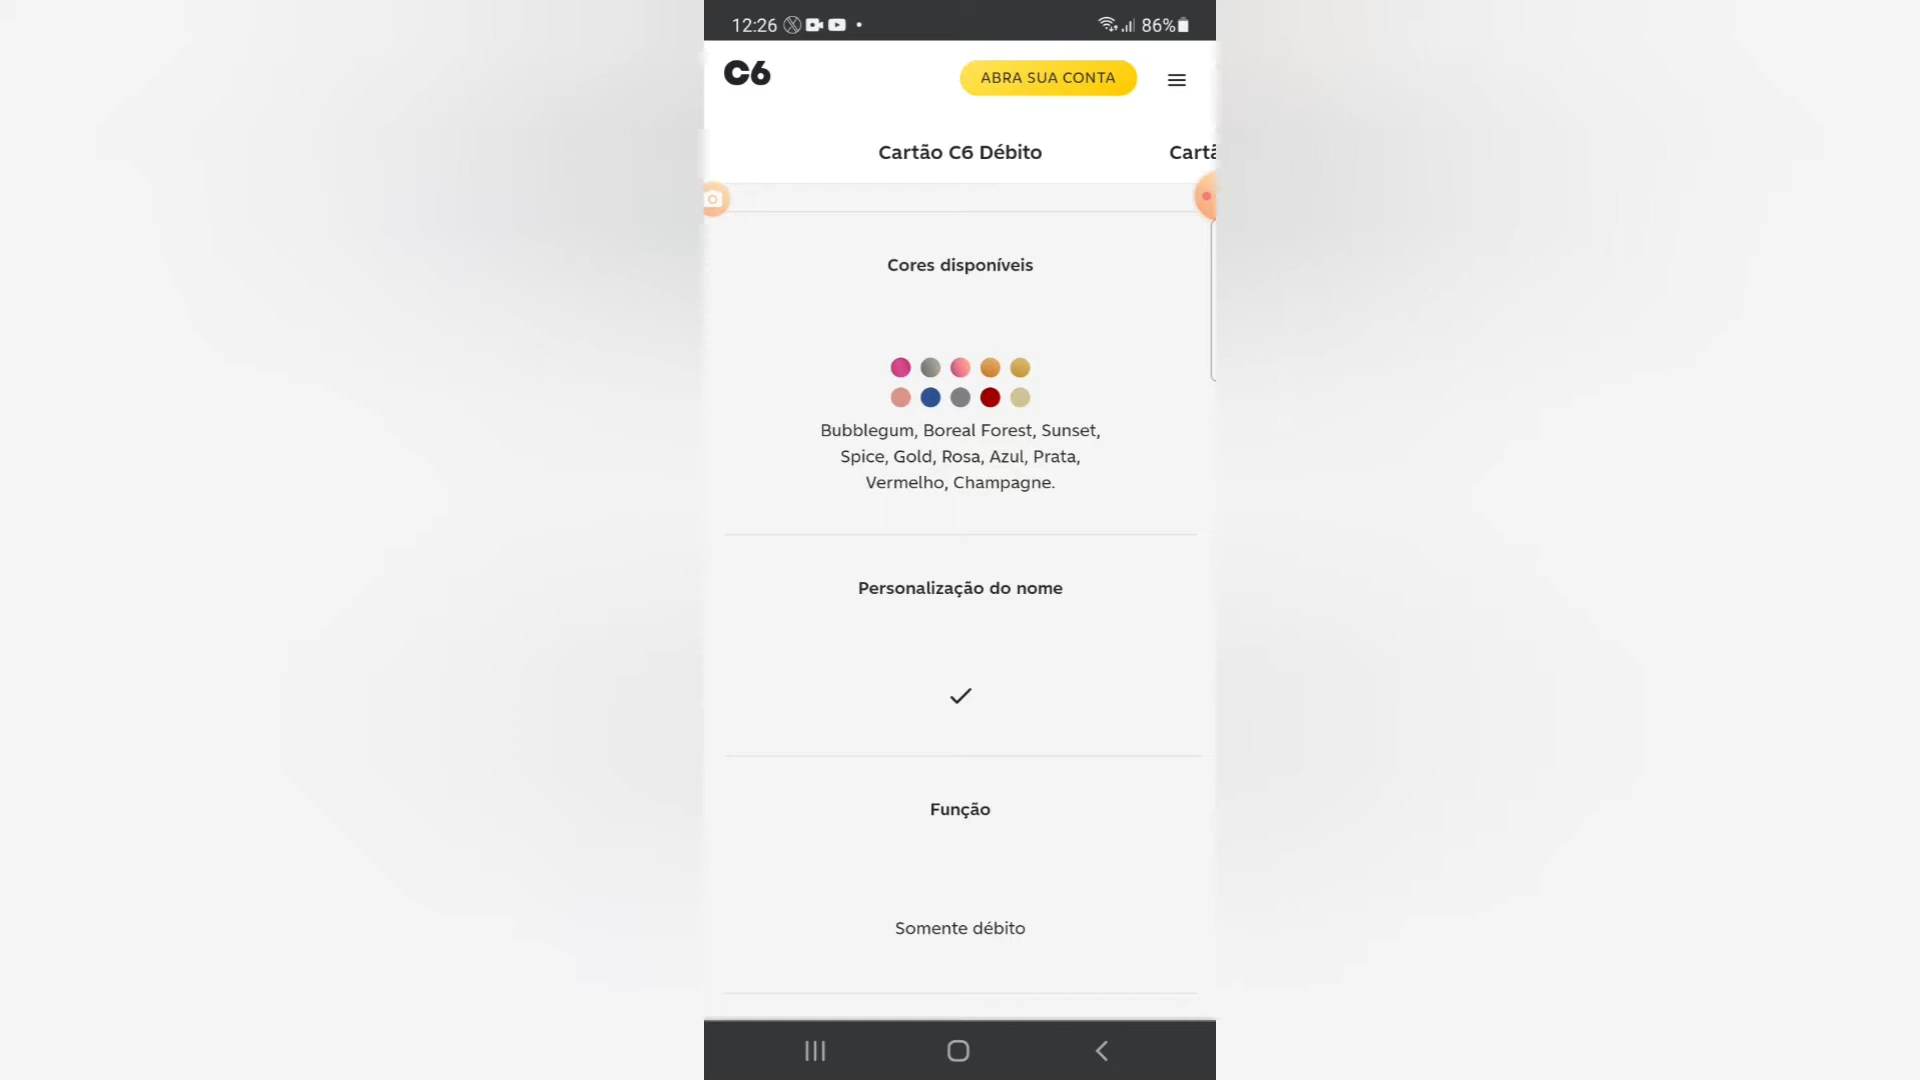 12:26
86%
C6
ABRA SUA CONTA
Cartão C6 Débito
Cartã
Cores disponíveis
Bubblegum, Boreal Forest, Sunset,
Spice, Gold, Rosa, Azul, Prata,
Vermelho, Champagne.
Personalização do nome
Função
Somente débito